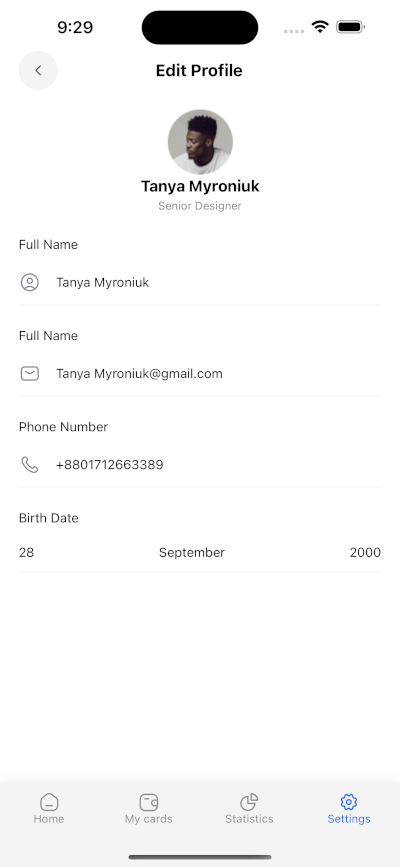 9:29
Edit Profile
Tanya Myroniuk
Senior Designer
Full Name
Tanya Myroniuk
Full Name
Tanya Myroniuk@gmail.com
Phone Number
+8801712663389
Birth Date
28 September 2000
Home My cards Statistics Settings